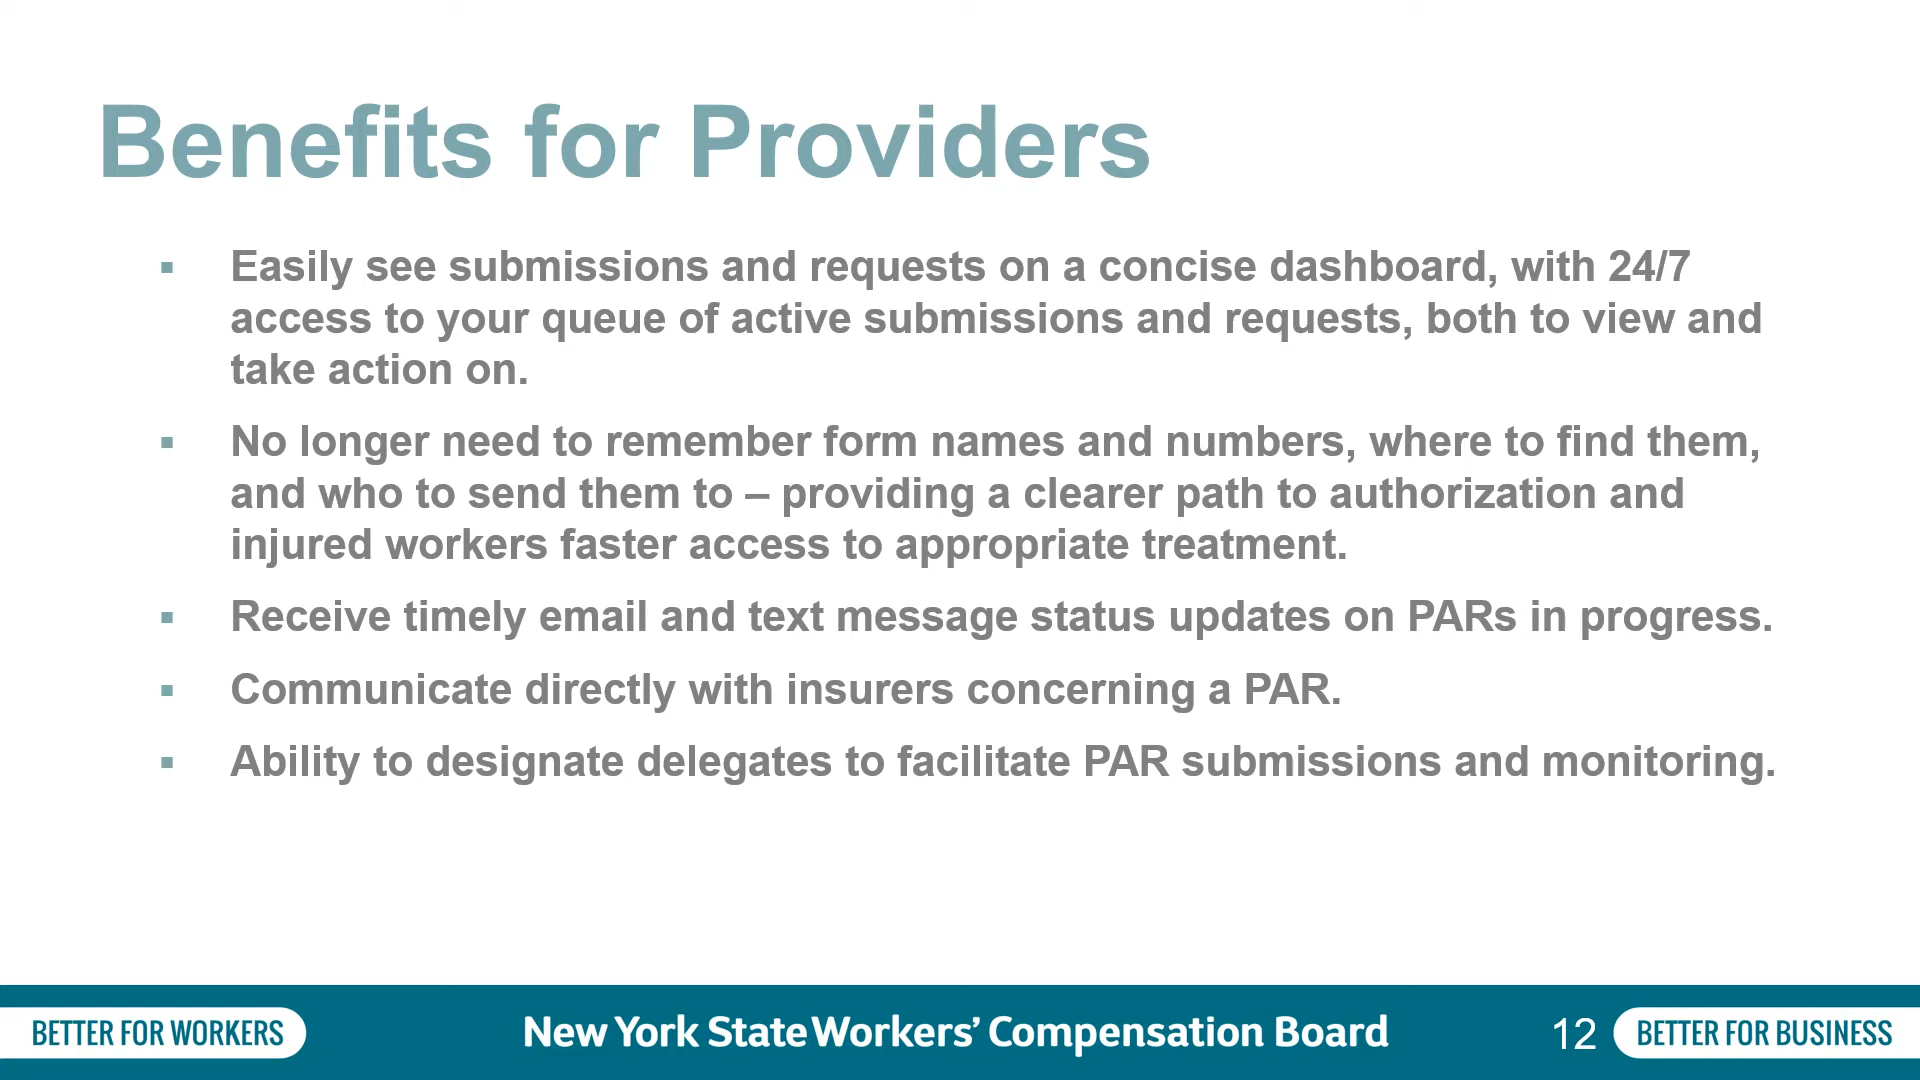 Benefits for Providers
▪ Easily see submissions and requests on a concise dashboard, with 24/7
access to your queue of active submissions and requests, both to view and
take action on.
▪ No longer need to remember form names and numbers, where to find them,
and who to send them to – providing a clearer path to authorization and
injured workers faster access to appropriate treatment.
▪ Receive timely email and text message status updates on PARs in progress.
▪ Communicate directly with insurers concerning a PAR.
▪ Ability to designate delegates to facilitate PAR submissions and monitoring.
BETTER FOR WORKERS
New York State Workers’ Compensation Board
12
BETTER FOR BUSINESS